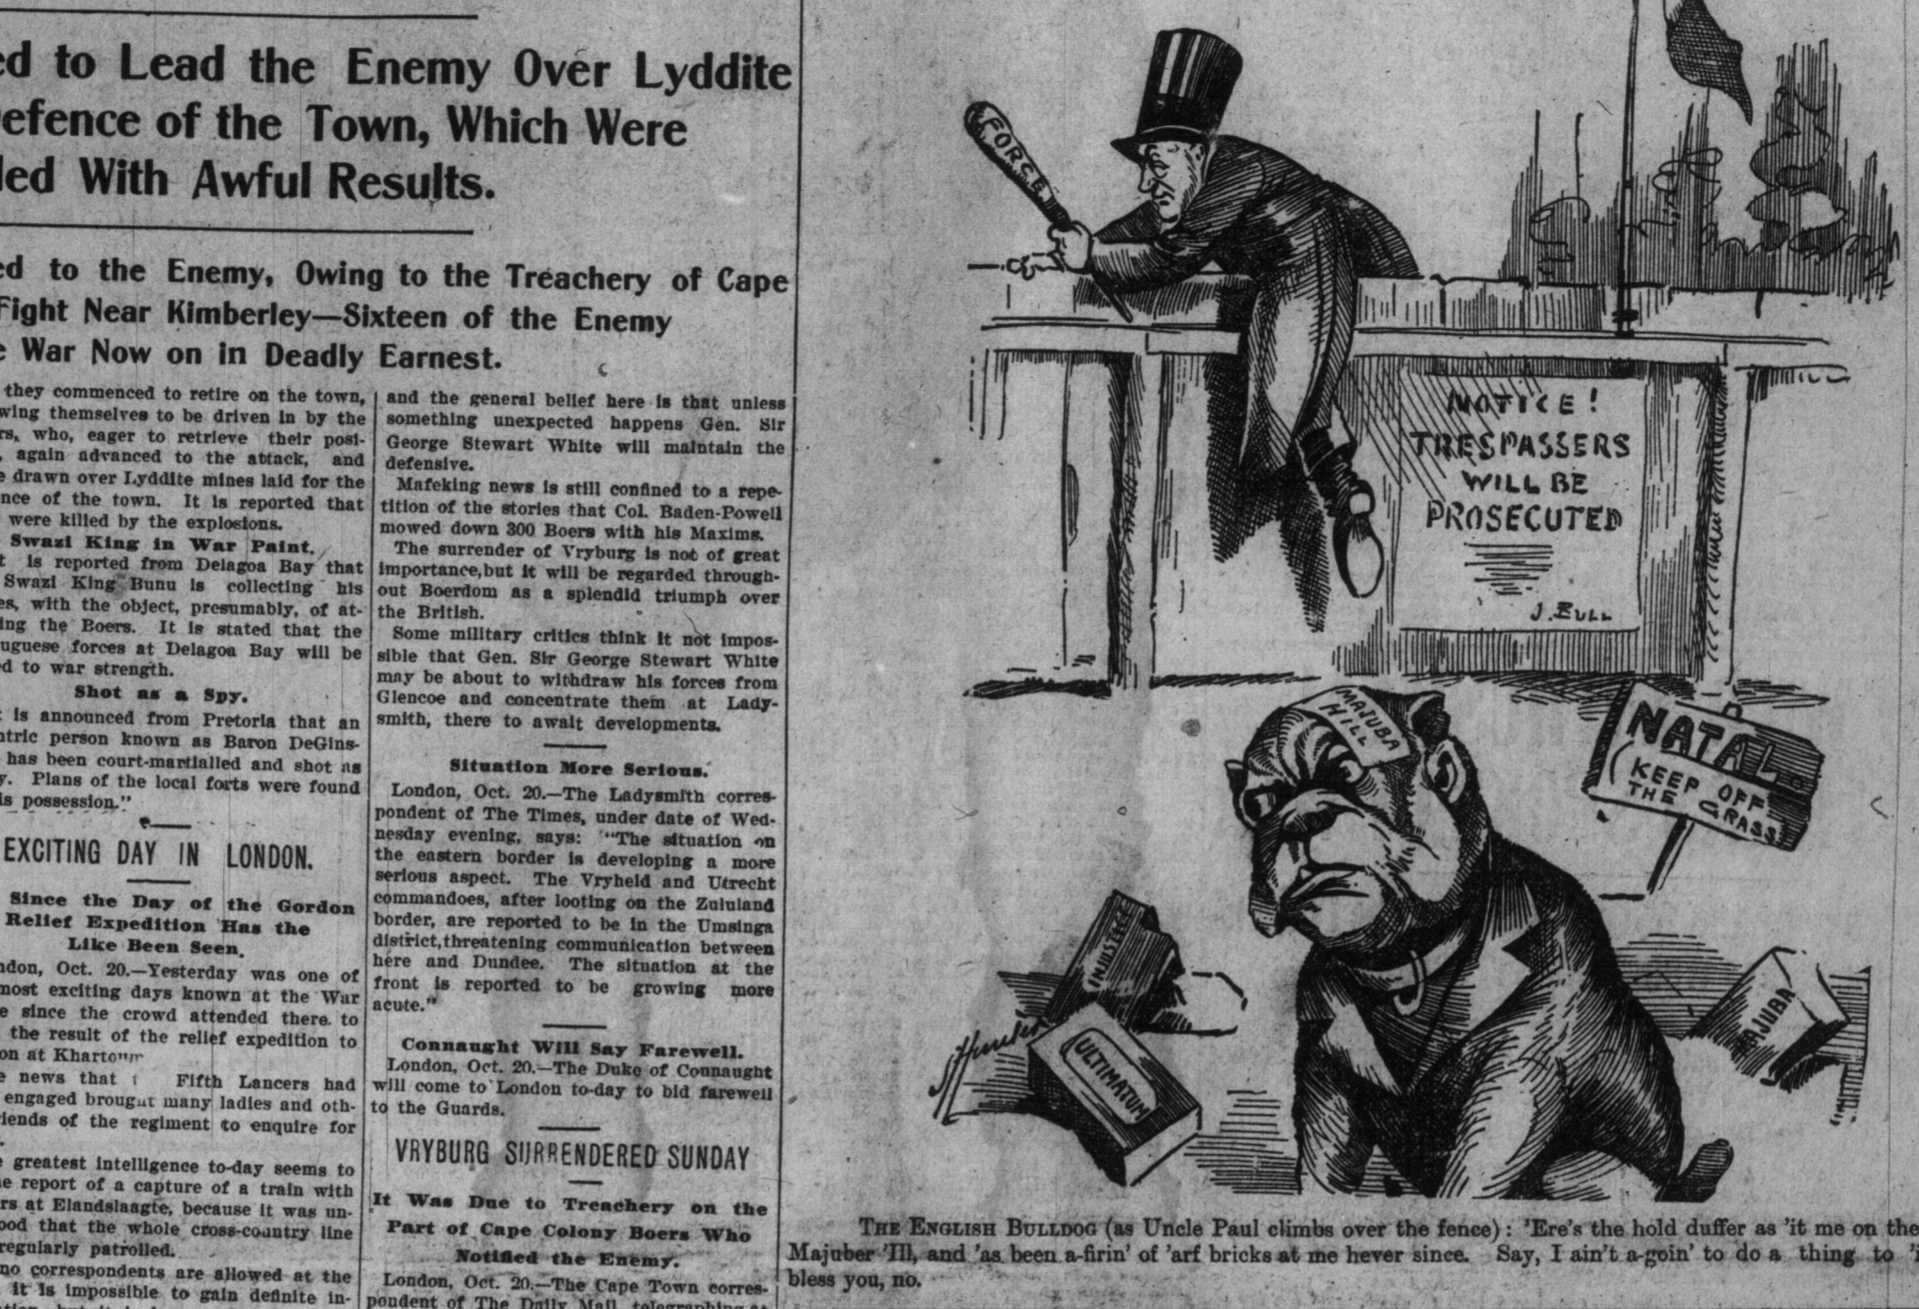 ed to Lead the Enemy Over Lyddite
efence of the Town, Which Were
led With Awful Results.
ed to the Enemy, Owing to the Treachery of Cape
Fight Near Kimberley—Sixteen of the Enemy
e War Now on in Deadly Earnest.
they commenced to retire on the town,
wing themselves to be driven in by the
rs, who, eager to retrieve their posi-
, again advanced to the attack, and
e drawn over Lyddite mines laid for the
nce of the town. It is reported that
were killed by the explosions.
Swazi King in War Paint.
t is reported from Delagoa Bay that
Swazi King Bunu is collecting his
es, with the object, presumably, of at-
ing the Boers. It is stated that the
uguese forces at Delagoa Bay will be
ed to war strength.
Shot as a Spy.
t is announced from Pretoria that an
ntric person known as Baron DeGins-
has been court-martialled and shot as
y. Plans of the local forts were found
is possession."
EXCITING DAY IN LONDON.
Since the Day of the Gordon
Relief Expedition Has the
Like Been Seen.
ndon, Oct. 20.—Yesterday was one of
most exciting days known at the War
e since the crowd attended there to
the result of the relief expedition to
on at Khartoum
e news that Fifth Lancers had
engaged brought many ladies and oth-
iends of the regiment to enquire for
.
e greatest intelligence to-day seems to
e report of a capture of a train with
rs at Elandslaagte, because it was un-
ood that the whole cross-country line
regularly patrolled.
no correspondents are allowed at the
it is impossible to gain definite in-
and the general belief here is that unless
something unexpected happens Gen. Sir
George Stewart White will maintain the
defensive.
Mafeking news is still confined to a repe-
tition of the stories that Col. Baden-Powell
mowed down 300 Boers with his Maxims.
The surrender of Vryburg is not of great
importance,but it will be regarded through-
out Boerdom as a splendid triumph over
the British.
Some military critics think it not impos-
sible that Gen. Sir George Stewart White
may be about to withdraw his forces from
Glencoe and concentrate them at Lady-
smith, there to await developments.
Situation More Serious.
London, Oct. 20.—The Ladysmith corres-
pondent of The Times, under date of Wed-
nesday evening, says: "The situation on
the eastern border is developing a more
serious aspect. The Vryheid and Utrecht
commandoes, after looting on the Zululand
border, are reported to be in the Umsinga
district,threatening communication between
here and Dundee. The situation at the
front is reported to be growing more
acute."
Connaught Will Say Farewell.
London, Oct. 20.—The Duke of Connaught
will come to London to-day to bid farewell
to the Guards.
VRYBURG SURRENDERED SUNDAY
It Was Due to Treachery on the
Part of Cape Colony Boers Who
Notified the Enemy.
London, Oct. 20.—The Cape Town corres-
pondent of The Daily Mail, telegraphing at
FORCE
NOTICE!
TRESPASSERS
WILL BE
PROSECUTED
J. BULL
MAJUBA
HILL
NATAL
(KEEP OFF
THE GRASS)
INJUSTICE
ULTIMATUM
MAJUBA
Hunter
THE ENGLISH BULLDOG (as Uncle Paul climbs over the fence): 'Ere's the hold duffer as 'it me on the
Majuber 'Ill, and 'as been a-firin' of 'arf bricks at me hever since. Say, I ain't a-goin' to do a thing to
bless you, no.